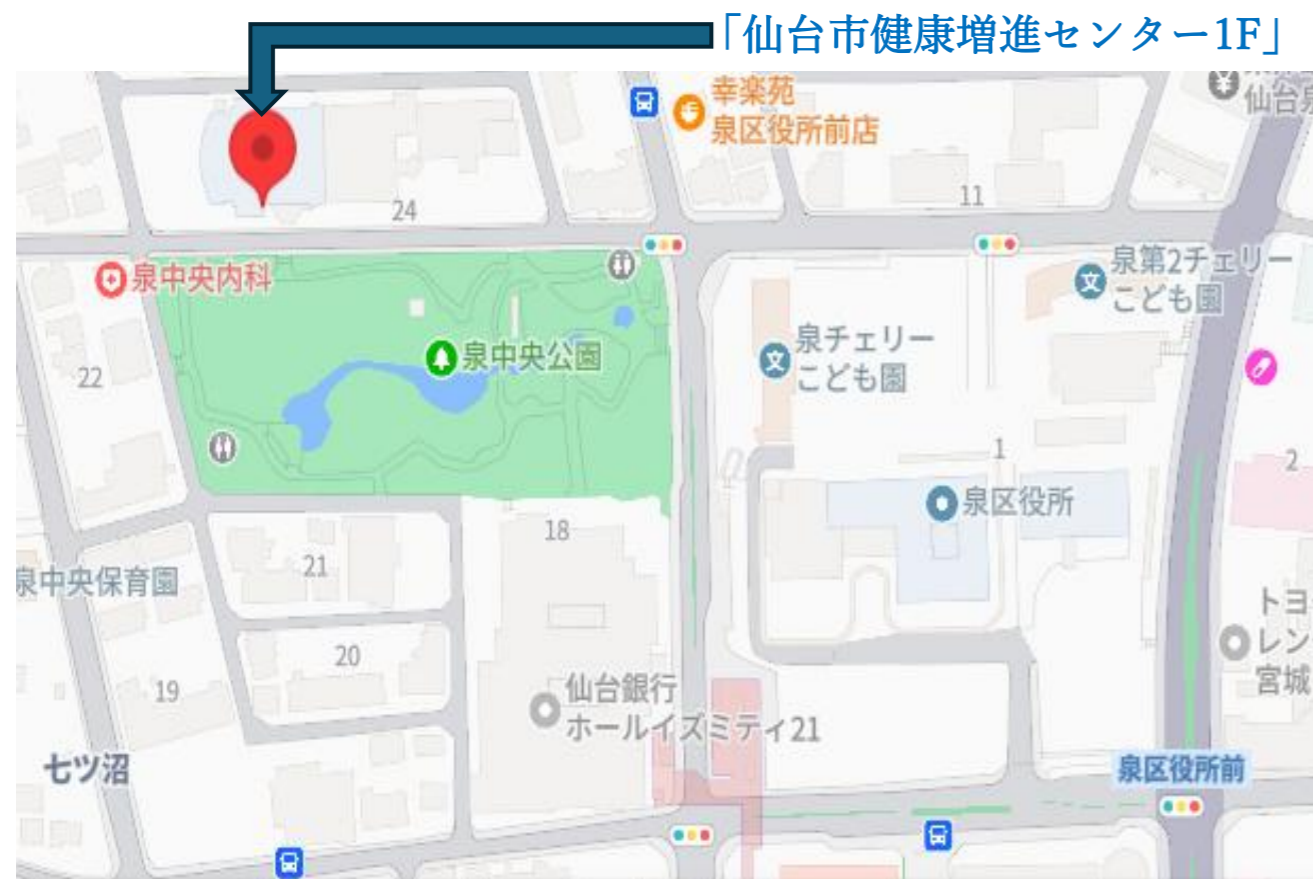 「仙台市健康増進センター1F」
幸楽苑
泉区役所前店
仙台泉
24
11
泉中央内科
泉第2チェリー
こども園
泉チェリー
こども園
泉中央公園
22
1
2
泉区役所
18
21
泉中央保育園
20
19
トヨ
レン
宮城
仙台銀行
ホールイズミティ21
七ツ沼
泉区役所前